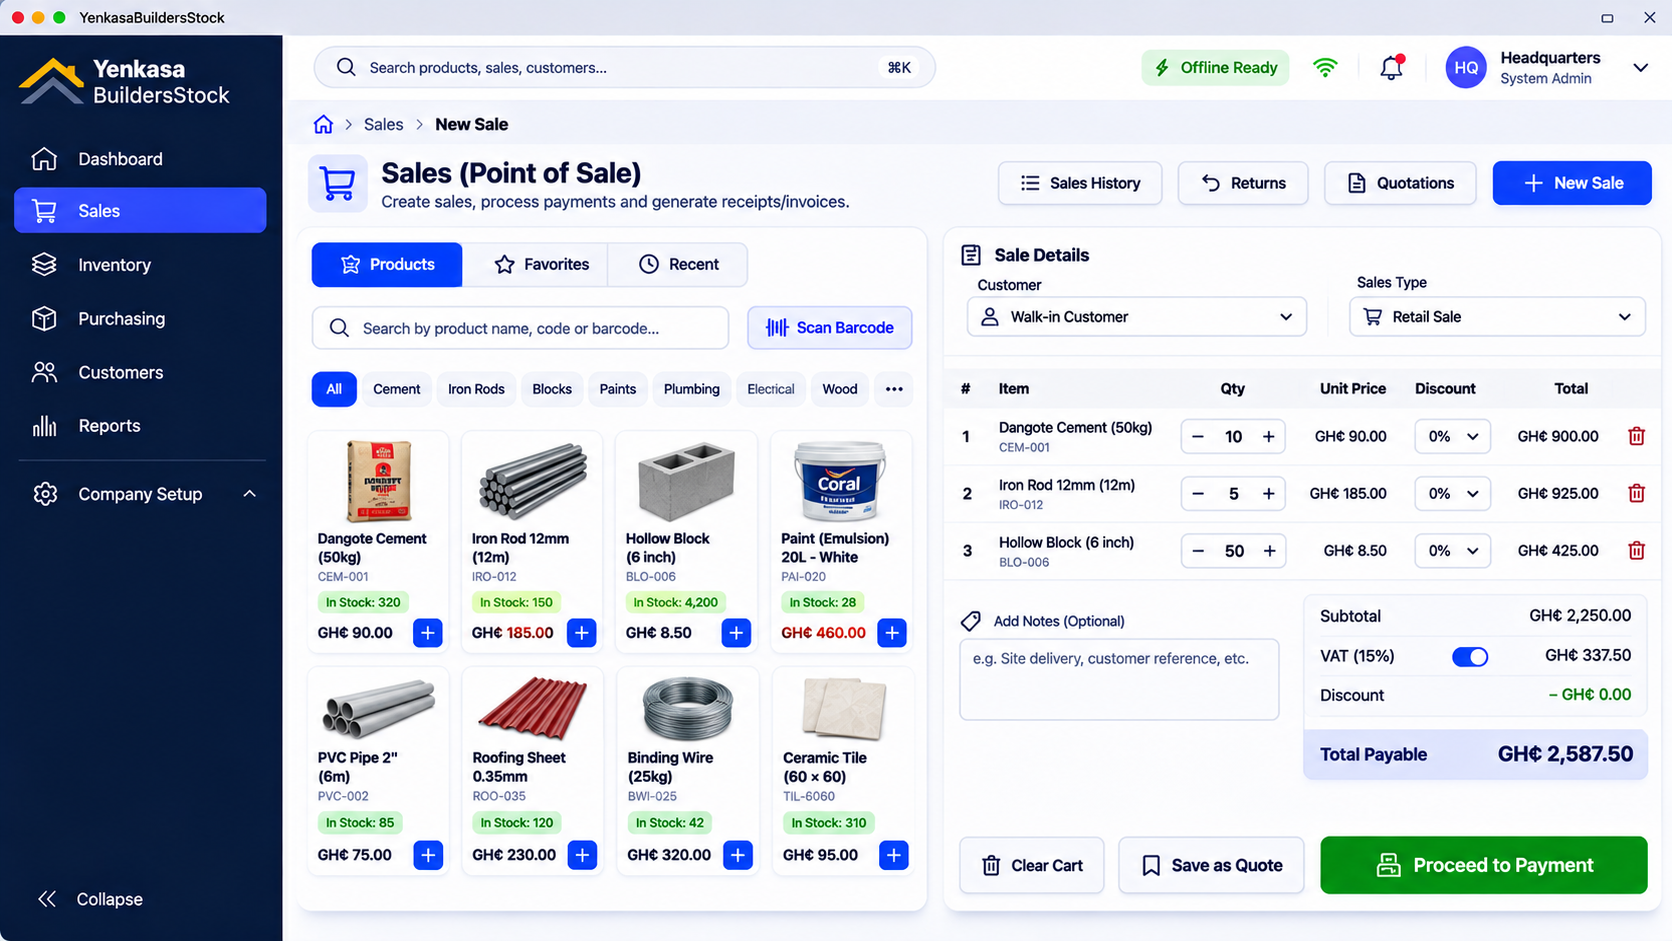 YenkasaBuildersStock
Yenkasa
BuildersStock
Dashboard
Sales
Inventory
Purchasing
Customers
Reports
Company Setup
Collapse
Search products, sales, customers...
⌘K
Offline Ready
HQ
Headquarters
System Admin
Sales
New Sale
Sales (Point of Sale)
Create sales, process payments and generate receipts/invoices.
Sales History
Returns
Quotations
New Sale
Products
Favorites
Recent
Search by product name, code or barcode...
Scan Barcode
All
Cement
Iron Rods
Blocks
Paints
Plumbing
Elecrical
Wood
•••
Dangote Cement
(50kg)
CEM-001
In Stock: 320
GH₵ 90.00
Iron Rod 12mm
(12m)
IRO-012
In Stock: 150
GH₵ 185.00
Hollow Block
(6 inch)
BLO-006
In Stock: 4,200
GH₵ 8.50
Coral
Paint (Emulsion)
20L - White
PAI-020
In Stock: 28
GH₵ 460.00
PVC Pipe 2"
(6m)
PVC-002
In Stock: 85
GH₵ 75.00
Roofing Sheet
0.35mm
ROO-035
In Stock: 120
GH₵ 230.00
Binding Wire
(25kg)
BWI-025
In Stock: 42
GH₵ 320.00
Ceramic Tile
(60 × 60)
TIL-6060
In Stock: 310
GH₵ 95.00
Sale Details
Customer
Walk-in Customer
Sales Type
Retail Sale
# Item Qty Unit Price Discount Total
1 Dangote Cement (50kg) − 10 + GH₵ 90.00 0% GH₵ 900.00
CEM-001
2 Iron Rod 12mm (12m) − 5 + GH₵ 185.00 0% GH₵ 925.00
IRO-012
3 Hollow Block (6 inch) − 50 + GH₵ 8.50 0% GH₵ 425.00
BLO-006
Add Notes (Optional)
e.g. Site delivery, customer reference, etc.
Subtotal GH₵ 2,250.00
VAT (15%) GH₵ 337.50
Discount – GH₵ 0.00
Total Payable GH₵ 2,587.50
Clear Cart
Save as Quote
Proceed to Payment